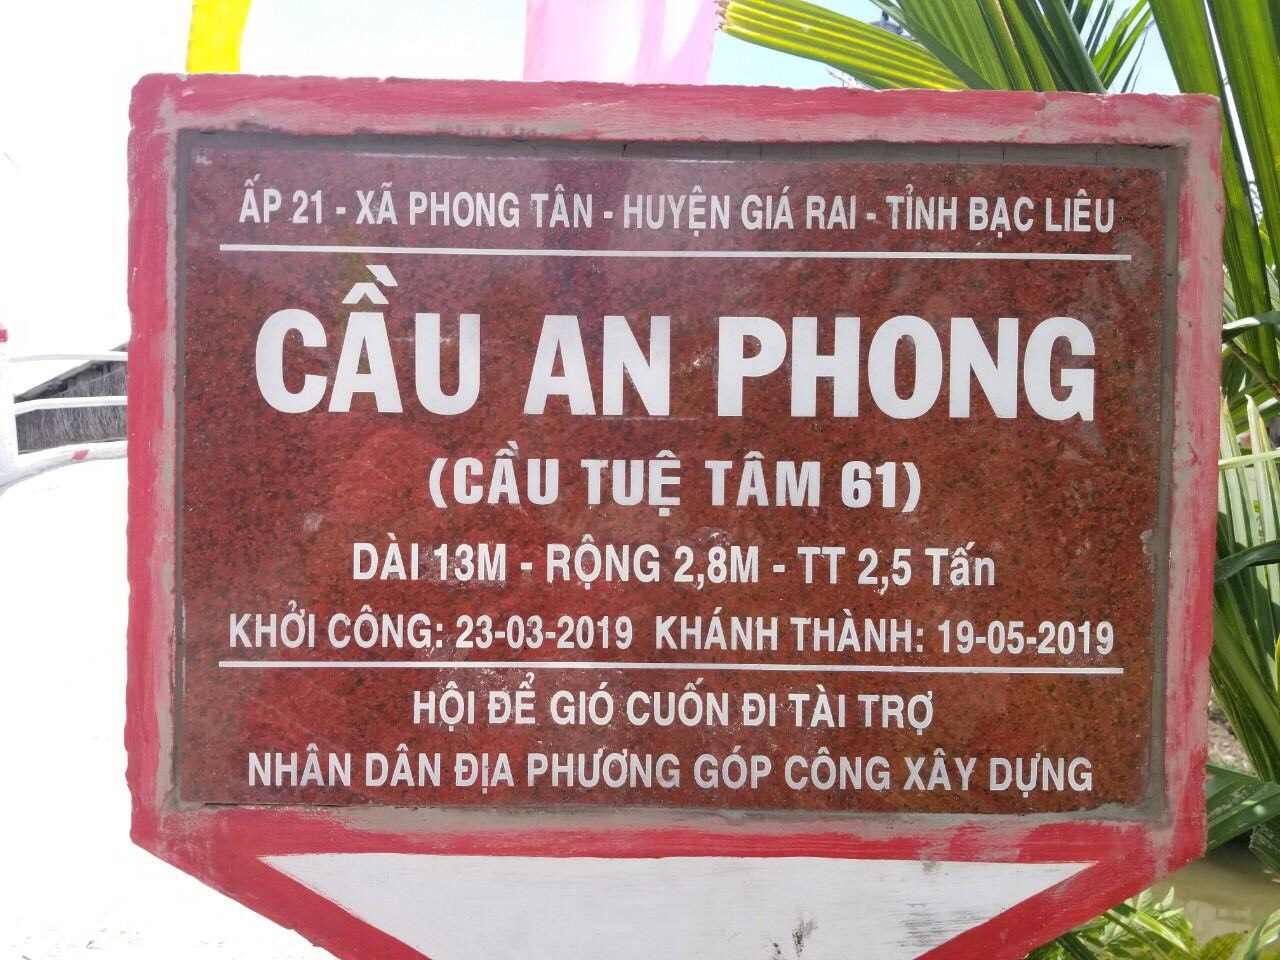 ẤP 21 - XÃ PHONG TÂN - HUYỆN GIÁ RAI - TỈNH BẠC LIÊU
CẦU AN PHONG
(CẦU TUỆ TÂM 61)
DÀI 13M - RỘNG 2,8M - TT 2,5 Tấn
KHỞI CÔNG: 23-03-2019 KHÁNH THÀNH: 19-05-2019
HỘI ĐỂ GIÓ CUỐN ĐI TÀI TRỢ
NHÂN DÂN ĐỊA PHƯƠNG GÓP CÔNG XÂY DỰNG